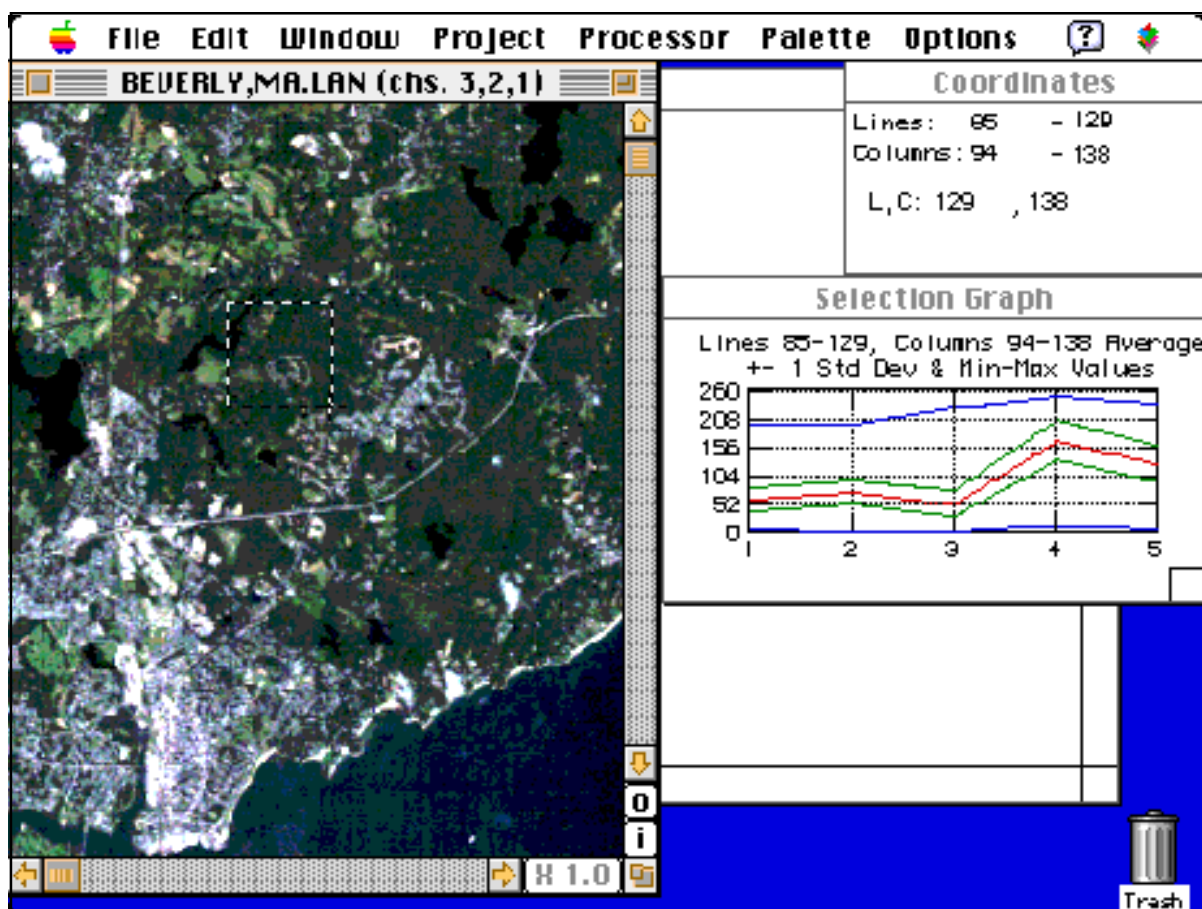 File Edit Window Project Processor Palette Options
BEVERLY,MA.LAN (chs. 3,2,1)
Coordinates
Lines: 85 - 129
Columns: 94 - 138
L,C: 129 , 138
Selection Graph
Lines 85-129, Columns 94-138 Average
+- 1 Std Dev & Min-Max Values
260
208
156
104
52
0
1 2 3 4 5
O
i
X 1.0
Trash